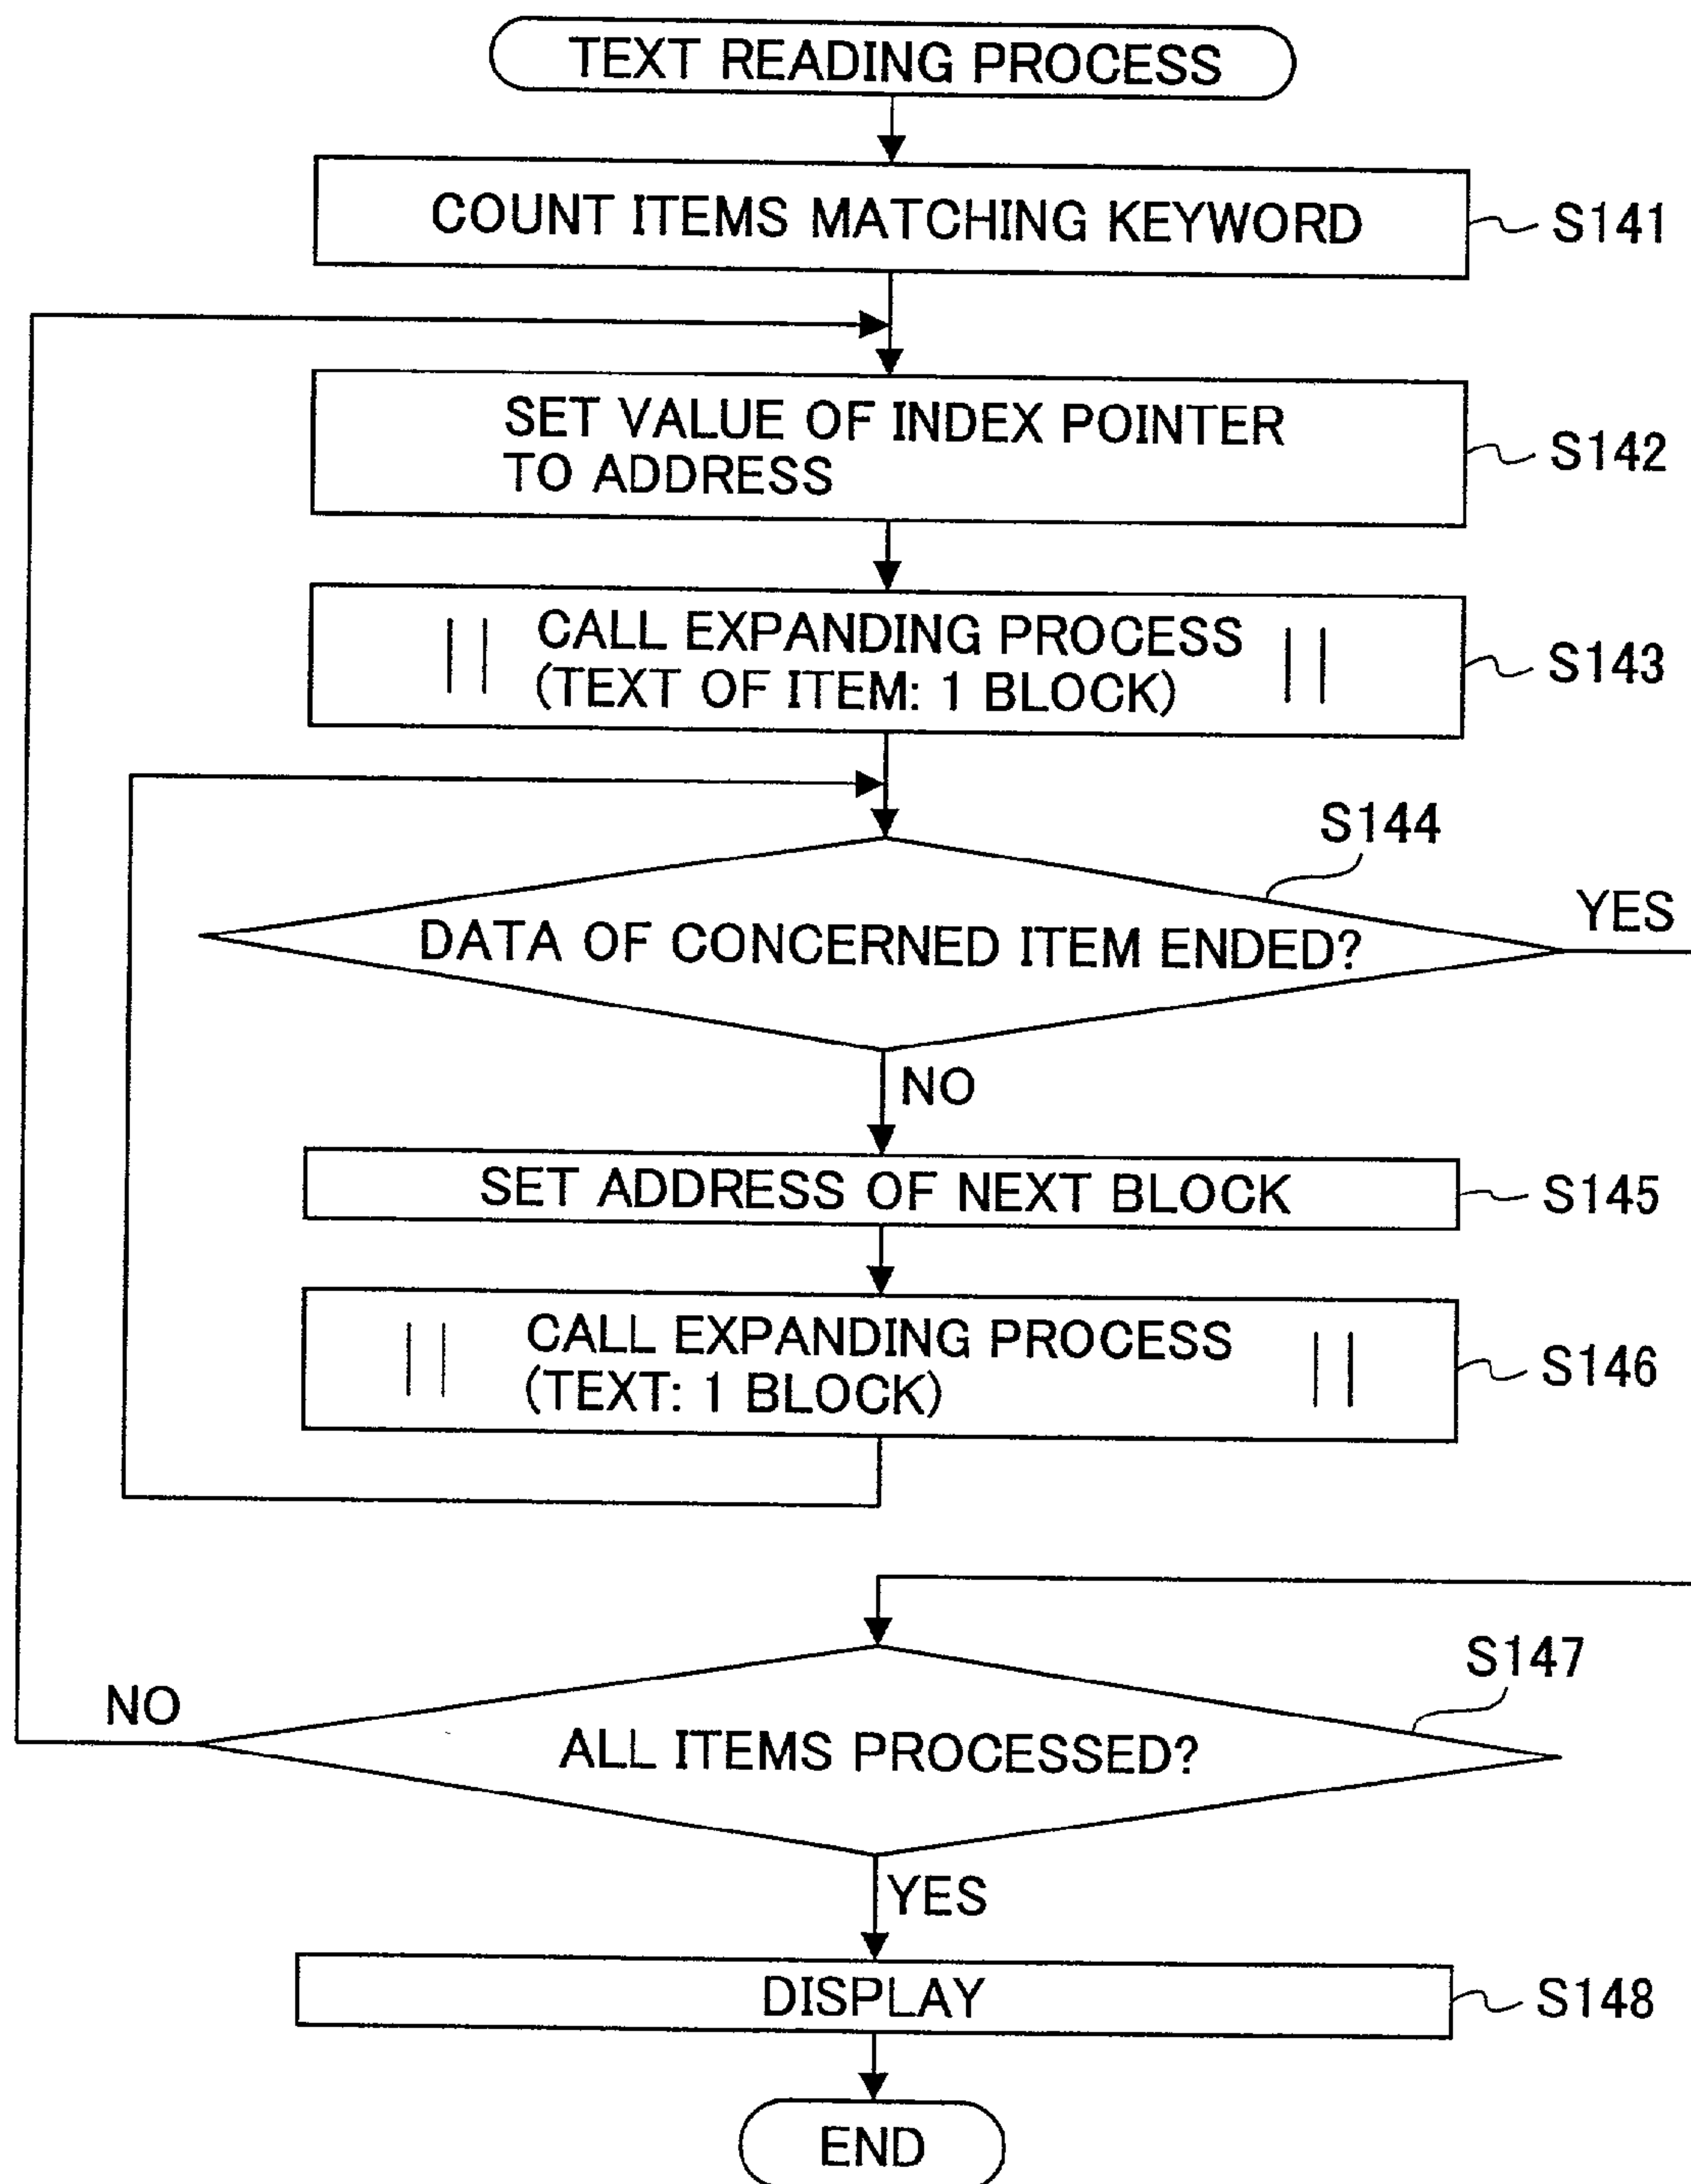 TEXT READING PROCESS
COUNT ITEMS MATCHING KEYWORD
S141
SET VALUE OF INDEX POINTER
TO ADDRESS
S142
CALL EXPANDING PROCESS
(TEXT OF ITEM: 1 BLOCK)
S143
S144
YES
DATA OF CONCERNED ITEM ENDED?
NO
SET ADDRESS OF NEXT BLOCK
S145
CALL EXPANDING PROCESS
(TEXT: 1 BLOCK)
S146
S147
NO
ALL ITEMS PROCESSED?
YES
DISPLAY
S148
END